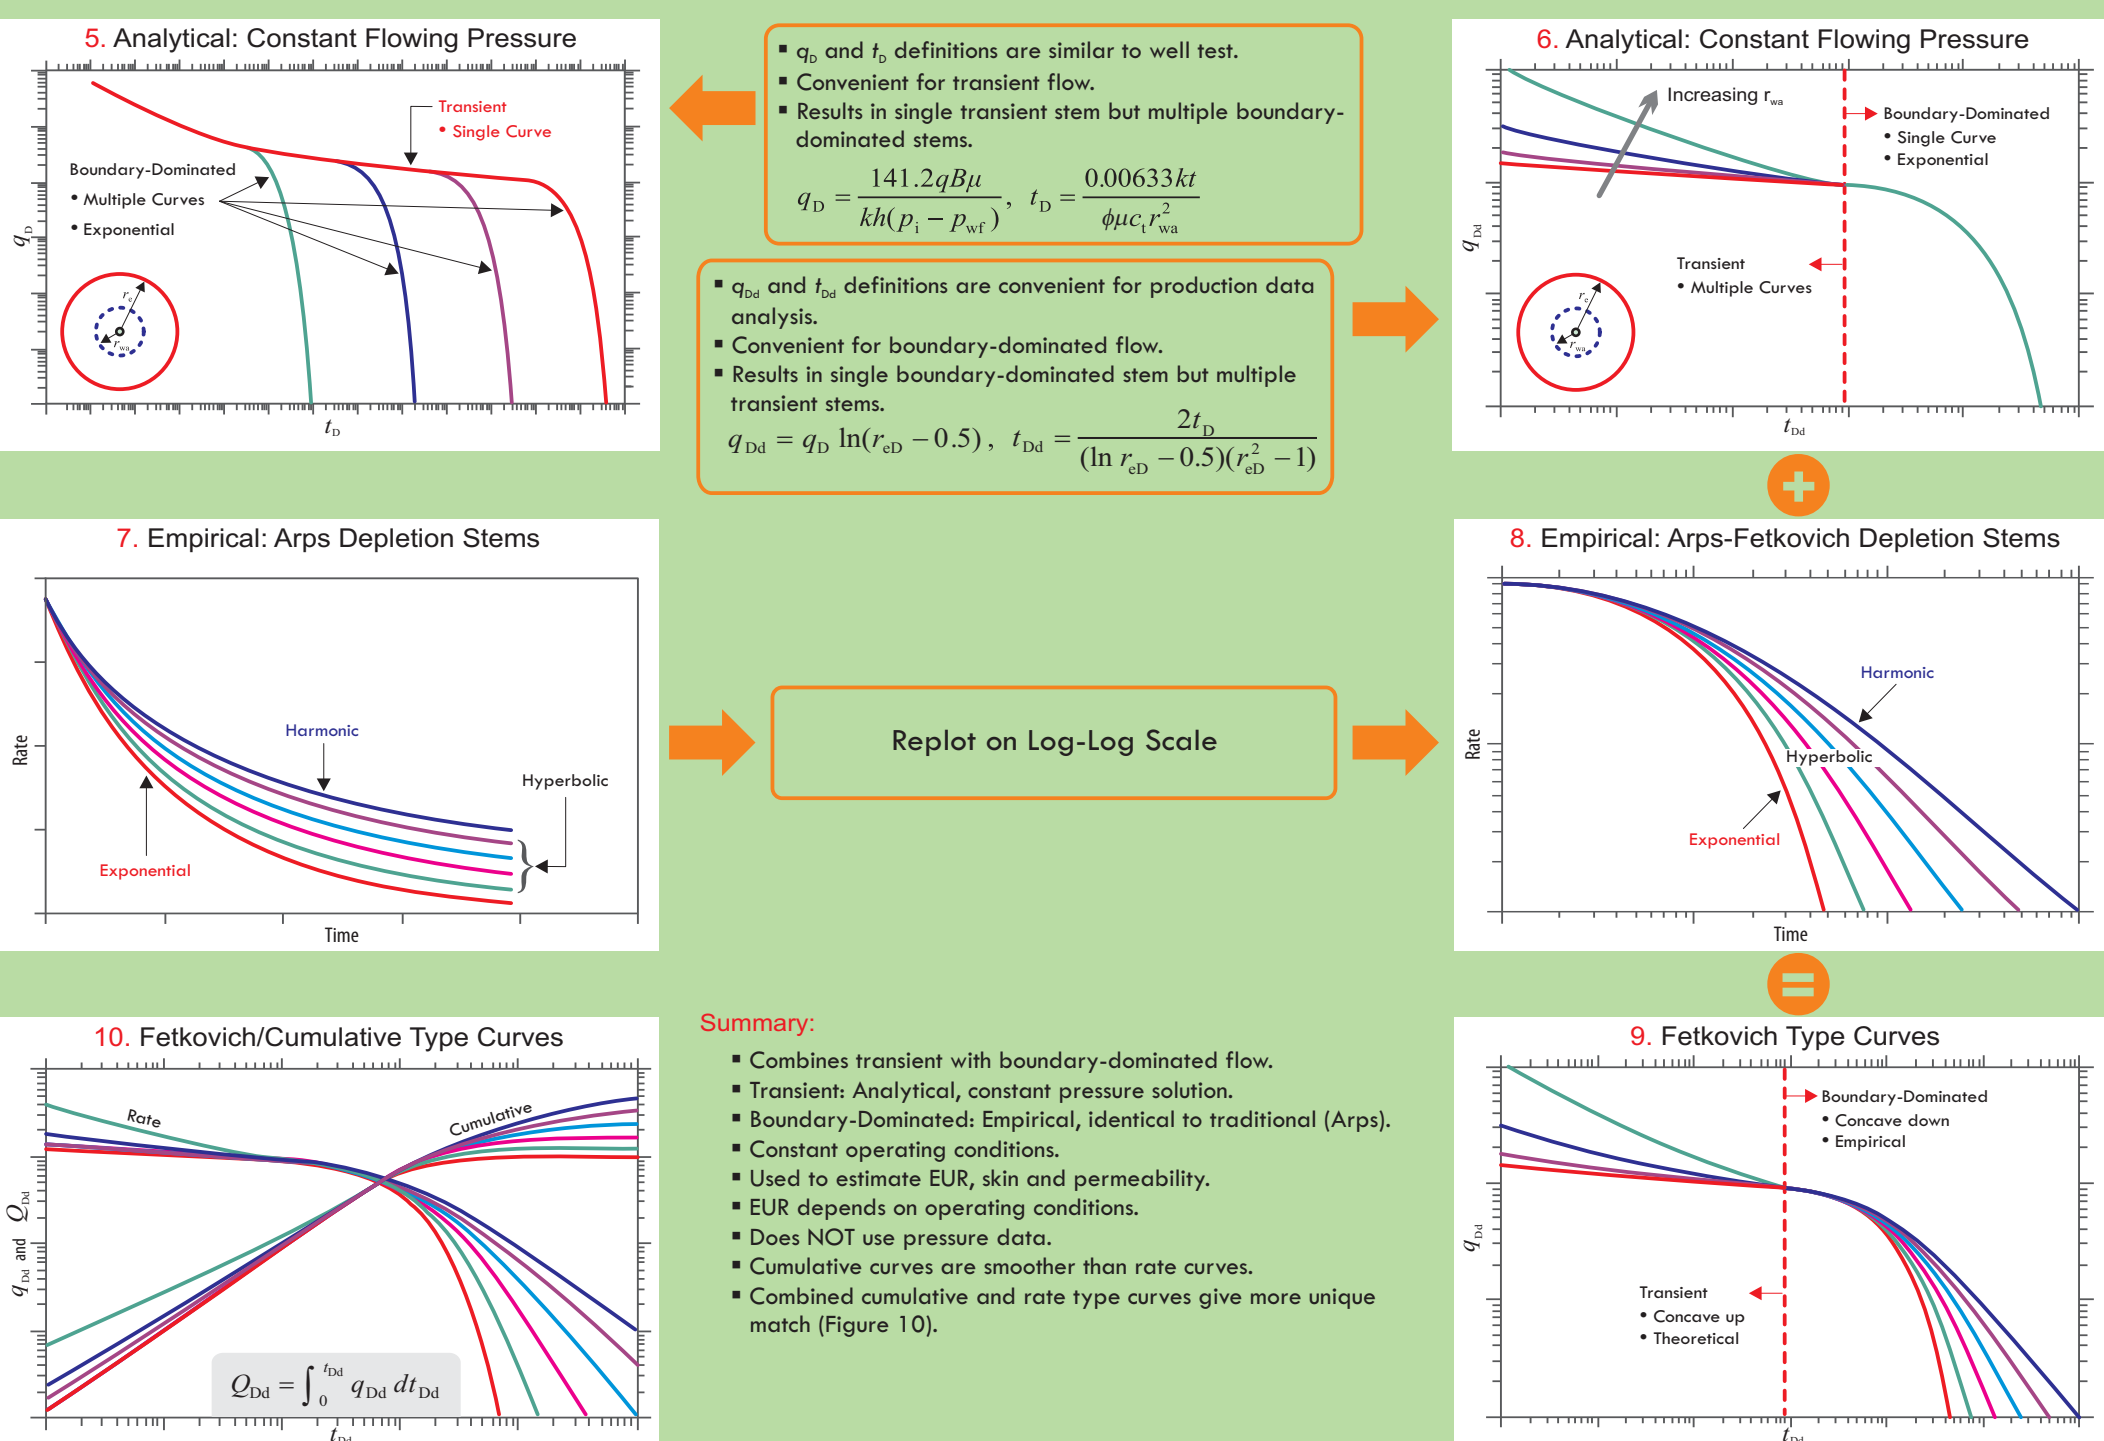 5. Analytical: Constant Flowing Pressure
Transient
• Single Curve
Boundary-Dominated
• Multiple Curves
• Exponential
q_D
r_e
r_wa
t_D
▪ q_D and t_D definitions are similar to well test.
▪ Convenient for transient flow.
▪ Results in single transient stem but multiple boundary-
dominated stems.
q_D = 141.2qBμ / kh(p_i − p_wf), t_D = 0.00633kt / ϕμc_t r_wa^2
▪ q_Dd and t_Dd definitions are convenient for production data
analysis.
▪ Convenient for boundary-dominated flow.
▪ Results in single boundary-dominated stem but multiple
transient stems.
q_Dd = q_D ln(r_eD − 0.5), t_Dd = 2t_D / (ln r_eD − 0.5)(r_eD^2 − 1)
6. Analytical: Constant Flowing Pressure
Increasing r_wa
Boundary-Dominated
• Single Curve
• Exponential
Transient
• Multiple Curves
q_Dd
r_e
r_wa
t_Dd
7. Empirical: Arps Depletion Stems
Harmonic
Hyperbolic
Exponential
Rate
Time
Replot on Log-Log Scale
8. Empirical: Arps-Fetkovich Depletion Stems
Harmonic
Hyperbolic
Exponential
Rate
Time
10. Fetkovich/Cumulative Type Curves
Rate
Cumulative
q_Dd and Q_Dd
Q_Dd = ∫_0^t_Dd q_Dd dt_Dd
t_Dd
Summary:
▪ Combines transient with boundary-dominated flow.
▪ Transient: Analytical, constant pressure solution.
▪ Boundary-Dominated: Empirical, identical to traditional (Arps).
▪ Constant operating conditions.
▪ Used to estimate EUR, skin and permeability.
▪ EUR depends on operating conditions.
▪ Does NOT use pressure data.
▪ Cumulative curves are smoother than rate curves.
▪ Combined cumulative and rate type curves give more unique
match (Figure 10).
9. Fetkovich Type Curves
Boundary-Dominated
• Concave down
• Empirical
Transient
• Concave up
• Theoretical
q_Dd
t_Dd